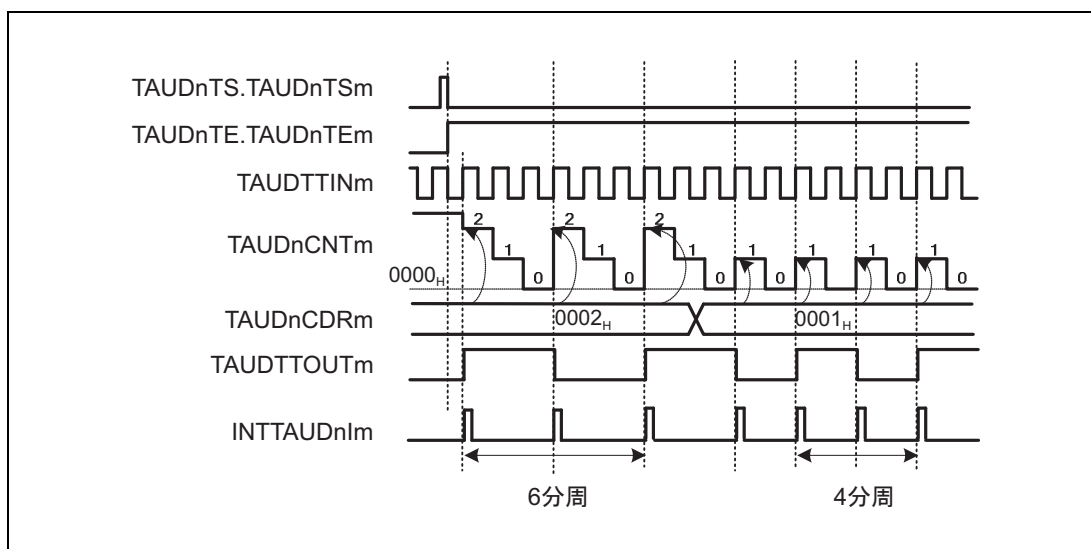 TAUDnTS.TAUDnTSm
TAUDnTE.TAUDnTEm
TAUDTTINm
TAUDnCNTm
2 1 0 2 1 0 2 1 0 1 0 1 0 1 0 1 0
0000H
TAUDnCDRm
0002H 0001H
TAUDTTOUTm
INTTAUDnIm
6分周 4分周